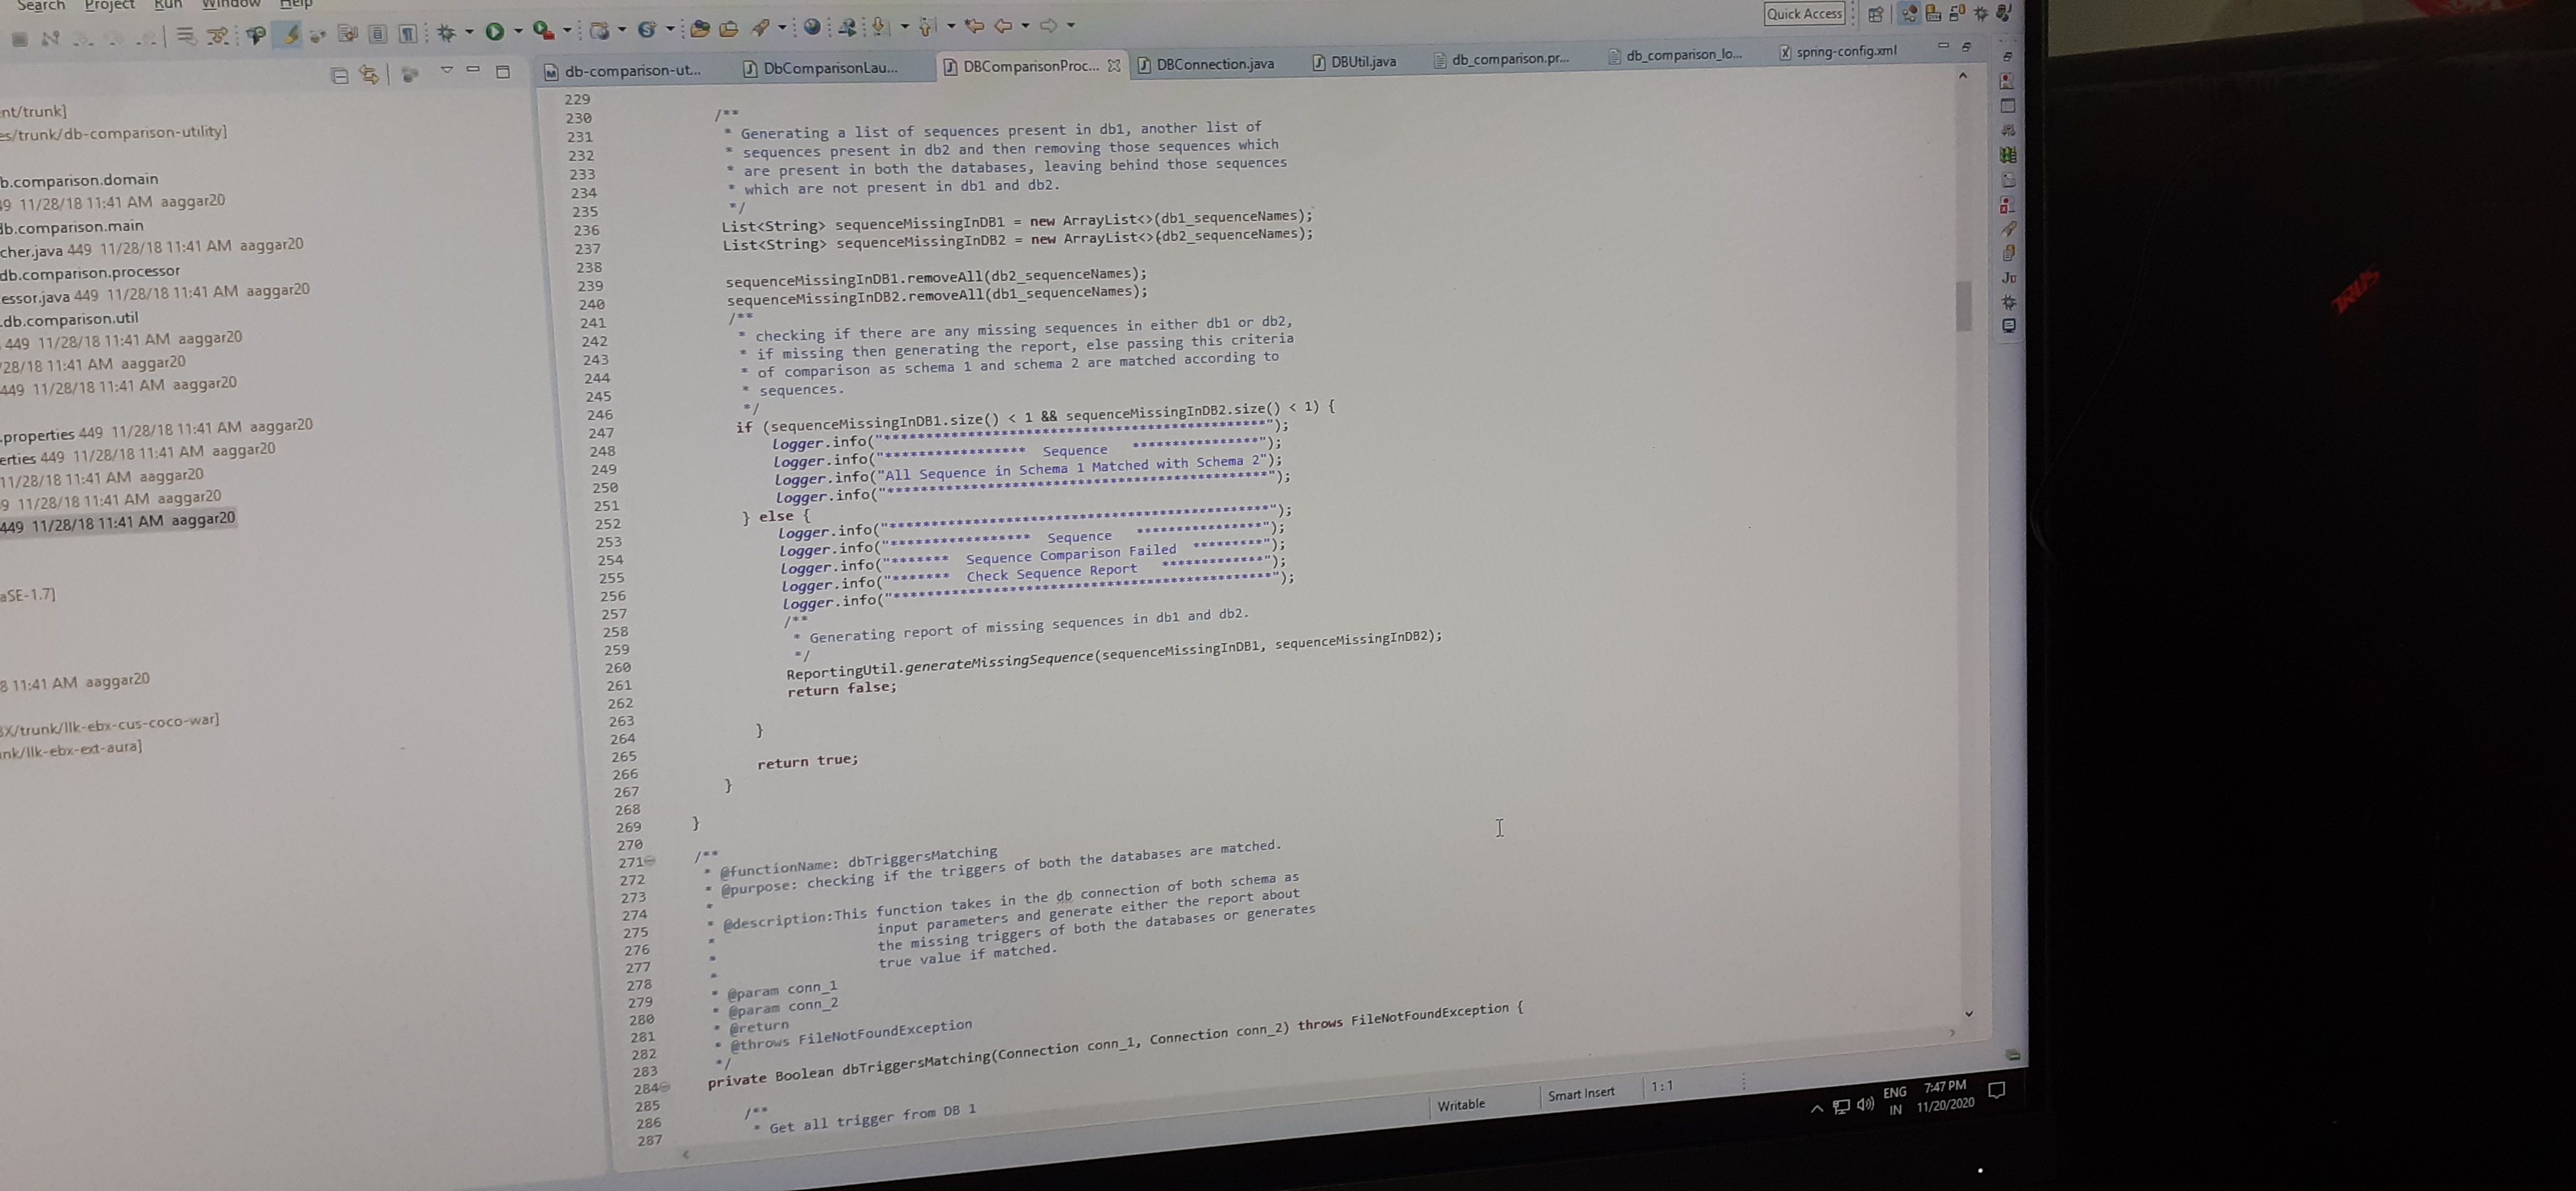 Search Project Run Window Help
Quick Access
db-comparison-ut...
DbComparisonLau...
DBComparisonProc...
DBConnection.java
DBUtil.java
db_comparison.pr...
db_comparison_lo...
spring-config.xml
nt/trunk]
es/trunk/db-comparison-utility]
b.comparison.domain
49 11/28/18 11:41 AM aaggar20
db.comparison.main
cher.java 449 11/28/18 11:41 AM aaggar20
db.comparison.processor
essor.java 449 11/28/18 11:41 AM aaggar20
.db.comparison.util
449 11/28/18 11:41 AM aaggar20
/28/18 11:41 AM aaggar20
449 11/28/18 11:41 AM aaggar20
.properties 449 11/28/18 11:41 AM aaggar20
erties 449 11/28/18 11:41 AM aaggar20
11/28/18 11:41 AM aaggar20
9 11/28/18 11:41 AM aaggar20
449 11/28/18 11:41 AM aaggar20
aSE-1.7]
8 11:41 AM aaggar20
BX/trunk/llk-ebx-cus-coco-war]
nk/llk-ebx-ext-aura]
229
230 /**
231 * Generating a list of sequences present in db1, another list of
232 * sequences present in db2 and then removing those sequences which
233 * are present in both the databases, leaving behind those sequences
234 * which are not present in db1 and db2.
235 */
236 List<String> sequenceMissingInDB1 = new ArrayList<>(db1_sequenceNames);
237 List<String> sequenceMissingInDB2 = new ArrayList<>(db2_sequenceNames);
238
239 sequenceMissingInDB1.removeAll(db2_sequenceNames);
240 sequenceMissingInDB2.removeAll(db1_sequenceNames);
241 /**
242 * checking if there are any missing sequences in either db1 or db2,
243 * if missing then generating the report, else passing this criteria
244 * of comparison as schema 1 and schema 2 are matched according to
245 * sequences.
246 */
247 if (sequenceMissingInDB1.size() < 1 && sequenceMissingInDB2.size() < 1) {
248 Logger.info("************************************************");
249 Logger.info("***************** Sequence ****************");
250 Logger.info("All Sequence in Schema 1 Matched with Schema 2");
251 Logger.info("************************************************");
252 } else {
253 Logger.info("************************************************");
254 Logger.info("***************** Sequence ****************");
255 Logger.info("******* Sequence Comparison Failed *********");
256 Logger.info("******* Check Sequence Report *************");
257 Logger.info("************************************************");
258 /**
259 * Generating report of missing sequences in db1 and db2.
260 */
261 ReportingUtil.generateMissingSequence(sequenceMissingInDB1, sequenceMissingInDB2);
262 return false;
263
264 }
265
266 return true;
267 }
268
269 }
270
271 /**
272 * @functionName: dbTriggersMatching
273 * @purpose: checking if the triggers of both the databases are matched.
274 *
275 * @description:This function takes in the db connection of both schema as
276 * input parameters and generate either the report about
277 * the missing triggers of both the databases or generates
278 * true value if matched.
279 * @param conn_1
280 * @param conn_2
281 * @return
282 * @throws FileNotFoundException
283 */
284 private Boolean dbTriggersMatching(Connection conn_1, Connection conn_2) throws FileNotFoundException {
285
286 /**
287 * Get all trigger from DB 1
Writable Smart Insert 1:1
ENG
IN
7:47 PM
11/20/2020